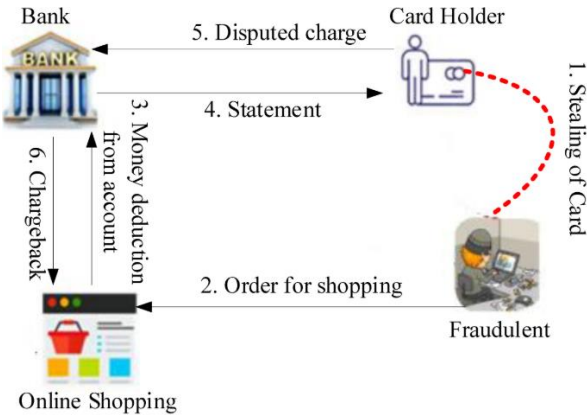 Bank
Card Holder
BANK
5. Disputed charge
4. Statement
1. Stealing of Card
3. Money deduction
from account
6. Chargeback
2. Order for shopping
Fraudulent
Online Shopping